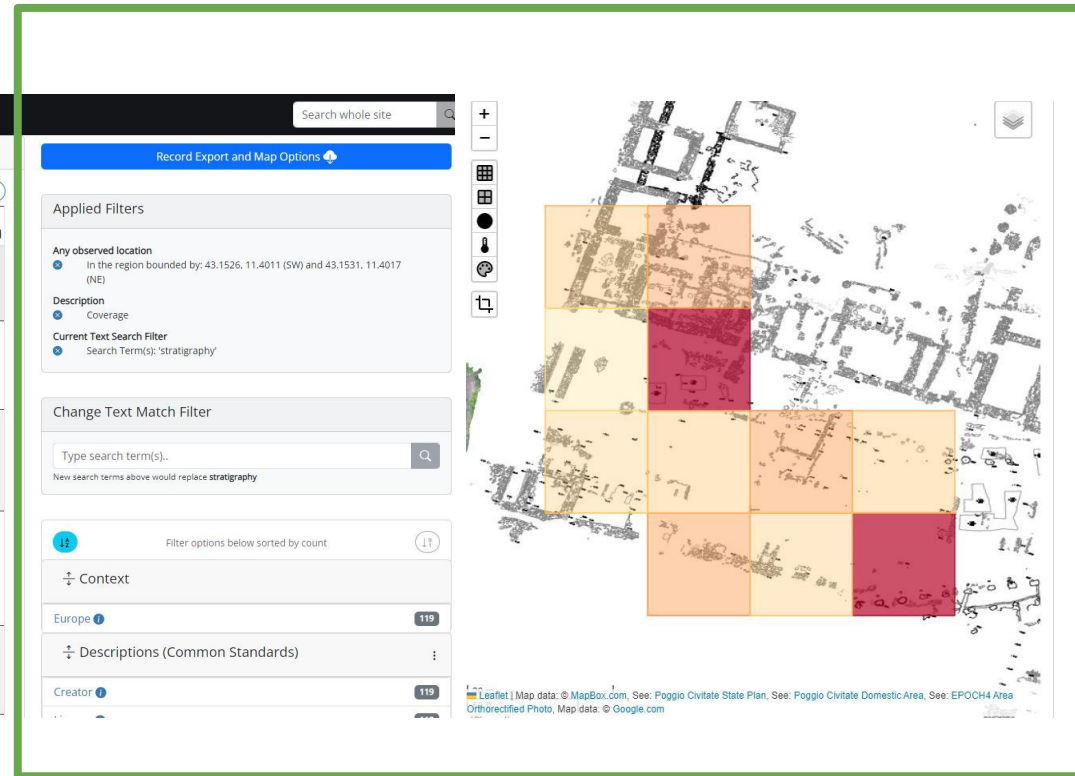 Search whole site
Record Export and Map Options
Applied Filters
Any observed location
In the region bounded by: 43.1526, 11.4011 (SW) and 43.1531, 11.4017
(NE)
Description
Coverage
Current Text Search Filter
Search Term(s): 'stratigraphy'
Change Text Match Filter
Type search term(s)..
New search terms above would replace stratigraphy
Filter options below sorted by count
Context
Europe 119
Descriptions (Common Standards)
Creator 119
+
−
Leaflet | Map data: © MapBox.com, See: Poggio Civitate State Plan, See: Poggio Civitate Domestic Area, See: EPOCH4 Area
Orthorectified Photo, Map data: © Google.com